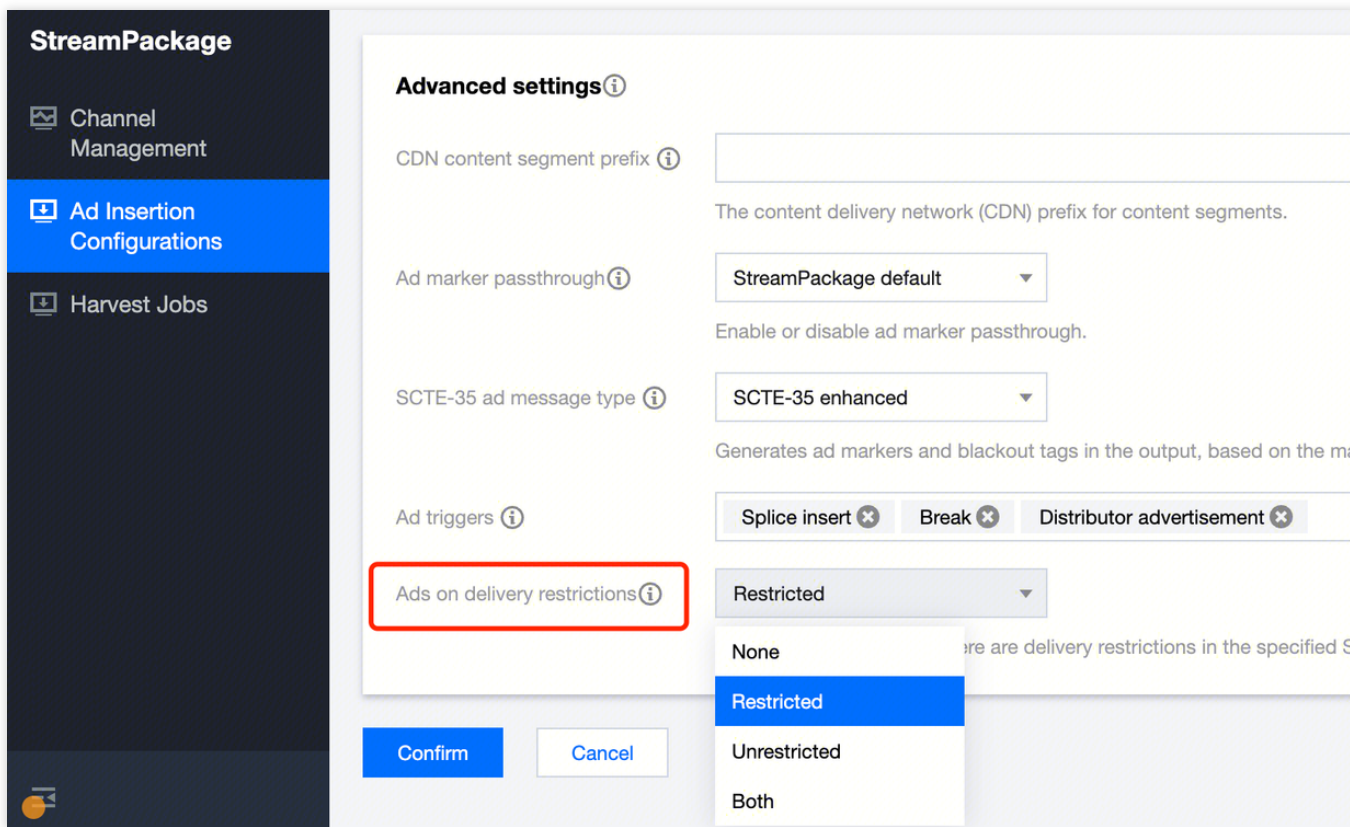 StreamPackage
Channel
Management
Ad Insertion
Configurations
Harvest Jobs
Advanced settings
CDN content segment prefix
The content delivery network (CDN) prefix for content segments.
Ad marker passthrough
StreamPackage default
Enable or disable ad marker passthrough.
SCTE-35 ad message type
SCTE-35 enhanced
Generates ad markers and blackout tags in the output, based on the
Ad triggers
Splice insert
Break
Distributor advertisement
Ads on delivery restrictions
Restricted
are delivery restrictions in the specified
None
Restricted
Unrestricted
Both
Confirm
Cancel